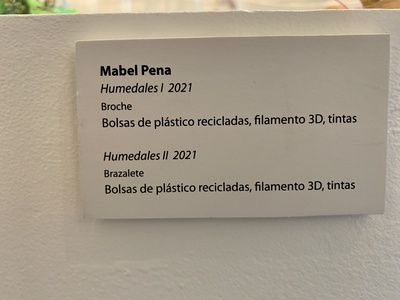 Mabel Pena
Humedales I 2021
Broche
Bolsas de plástico recicladas, filamento 3D, tintas
Humedales II 2021
Brazalete
Bolsas de plástico recicladas, filamento 3D, tintas